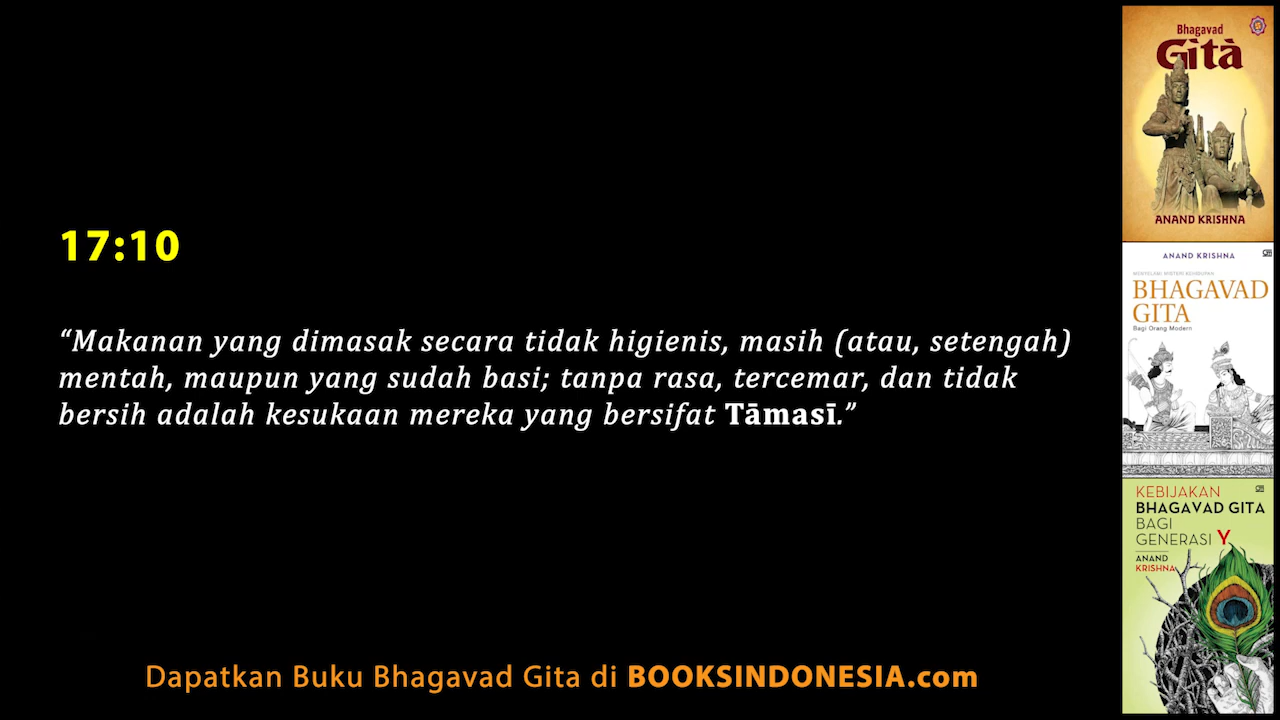 17:10
“Makanan yang dimasak secara tidak higienis, masih (atau, setengah)
mentah, maupun yang sudah basi; tanpa rasa, tercemar, dan tidak
bersih adalah kesukaan mereka yang bersifat Tāmasī.”
Dapatkan Buku Bhagavad Gita di BOOKSINDONESIA.com
Bhagavad
Gità
ANAND KRISHNA
ANAND KRISHNA
BHAGAVAD
GITA
Bagi Orang Modern
KEBIJAKAN
BHAGAVAD GITA
BAGI
GENERASI Y
ANAND
KRISHNA